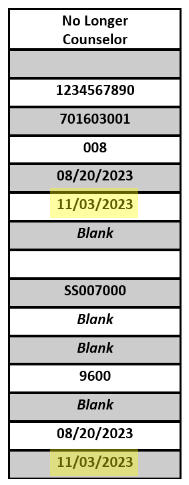 No Longer
Counselor
1234567890
701603001
008
08/20/2023
11/03/2023
Blank
SS007000
Blank
Blank
9600
Blank
08/20/2023
11/03/2023